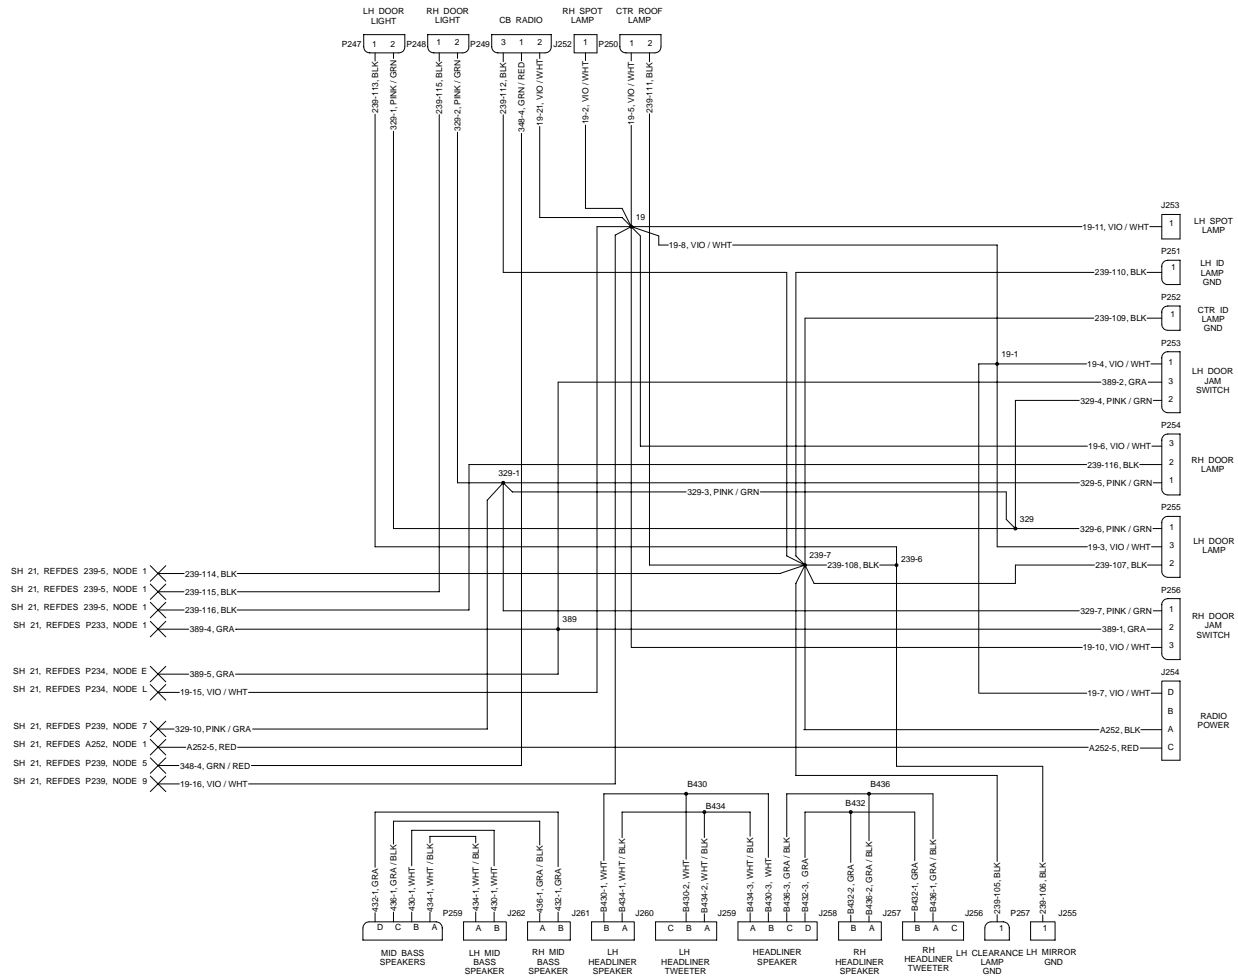 LH DOOR LIGHT
RH DOOR LIGHT
CB RADIO
RH SPOT LAMP
CTR ROOF LAMP
P247 1 2
P248 1 2
P249 3 1 2
J252 1
P250 1 2
239-113, BLK
329-1, PINK / GRN
239-115, BLK
329-2, PINK / GRN
239-112, BLK
348-4, GRN / RED
19-21, VIO / WHT
19-2, VIO / WHT
19-5, VIO / WHT
239-111, BLK
19
19-8, VIO / WHT
J253
19-11, VIO / WHT 1
LH SPOT LAMP
P251
239-110, BLK 1
LH ID LAMP GND
P252
239-109, BLK 1
CTR ID LAMP GND
P253
19-1
19-4, VIO / WHT 1
389-2, GRA 3
329-4, PINK / GRN 2
LH DOOR JAM SWITCH
P254
19-6, VIO / WHT 3
239-116, BLK 2
329-5, PINK / GRN 1
RH DOOR LAMP
329-1
329-3, PINK / GRN
329
P255
329-6, PINK / GRN 1
19-3, VIO / WHT 3
239-107, BLK 2
LH DOOR LAMP
239-7
239-108, BLK
239-6
P256
329-7, PINK / GRN 1
389-1, GRA 2
19-10, VIO / WHT 3
RH DOOR JAM SWITCH
389
J254
19-7, VIO / WHT D
B
A252, BLK A
A252-5, RED C
RADIO POWER
SH 21, REFDES 239-5, NODE 1 239-114, BLK
SH 21, REFDES 239-5, NODE 1 239-115, BLK
SH 21, REFDES 239-5, NODE 1 239-116, BLK
SH 21, REFDES P233, NODE 1 389-4, GRA
SH 21, REFDES P234, NODE E 389-5, GRA
SH 21, REFDES P234, NODE L 19-15, VIO / WHT
SH 21, REFDES P239, NODE 7 329-10, PINK / GRA
SH 21, REFDES A252, NODE 1 A252-5, RED
SH 21, REFDES P239, NODE 5 348-4, GRN / RED
SH 21, REFDES P239, NODE 9 19-16, VIO / WHT
B430
B434
B436
B432
432-1, GRA
436-1, GRA / BLK
430-1, WHT
434-1, WHT / BLK
434-1, WHT / BLK
430-1, WHT
436-1, GRA / BLK
432-1, GRA
B430-1, WHT
B434-1, WHT / BLK
B430-2, WHT
B434-2, WHT / BLK
B434-3, WHT / BLK
B430-3, WHT
B436-3, GRA / BLK
B432-3, GRA
B432-2, GRA
B436-2, GRA / BLK
B432-1, GRA
B436-1, GRA / BLK
239-105, BLK
239-106, BLK
D C B A P259
A B J262
A B J261
B A J260
C B A J259
A B C D J258
B A J257
B A C J256
1 P257
1 J255
MID BASS SPEAKERS
LH MID BASS SPEAKER
RH MID BASS SPEAKER
LH HEADLINER SPEAKER
LH HEADLINER TWEETER
HEADLINER SPEAKER
RH HEADLINER SPEAKER
RH HEADLINER TWEETER
LH CLEARANCE LAMP GND
LH MIRROR GND